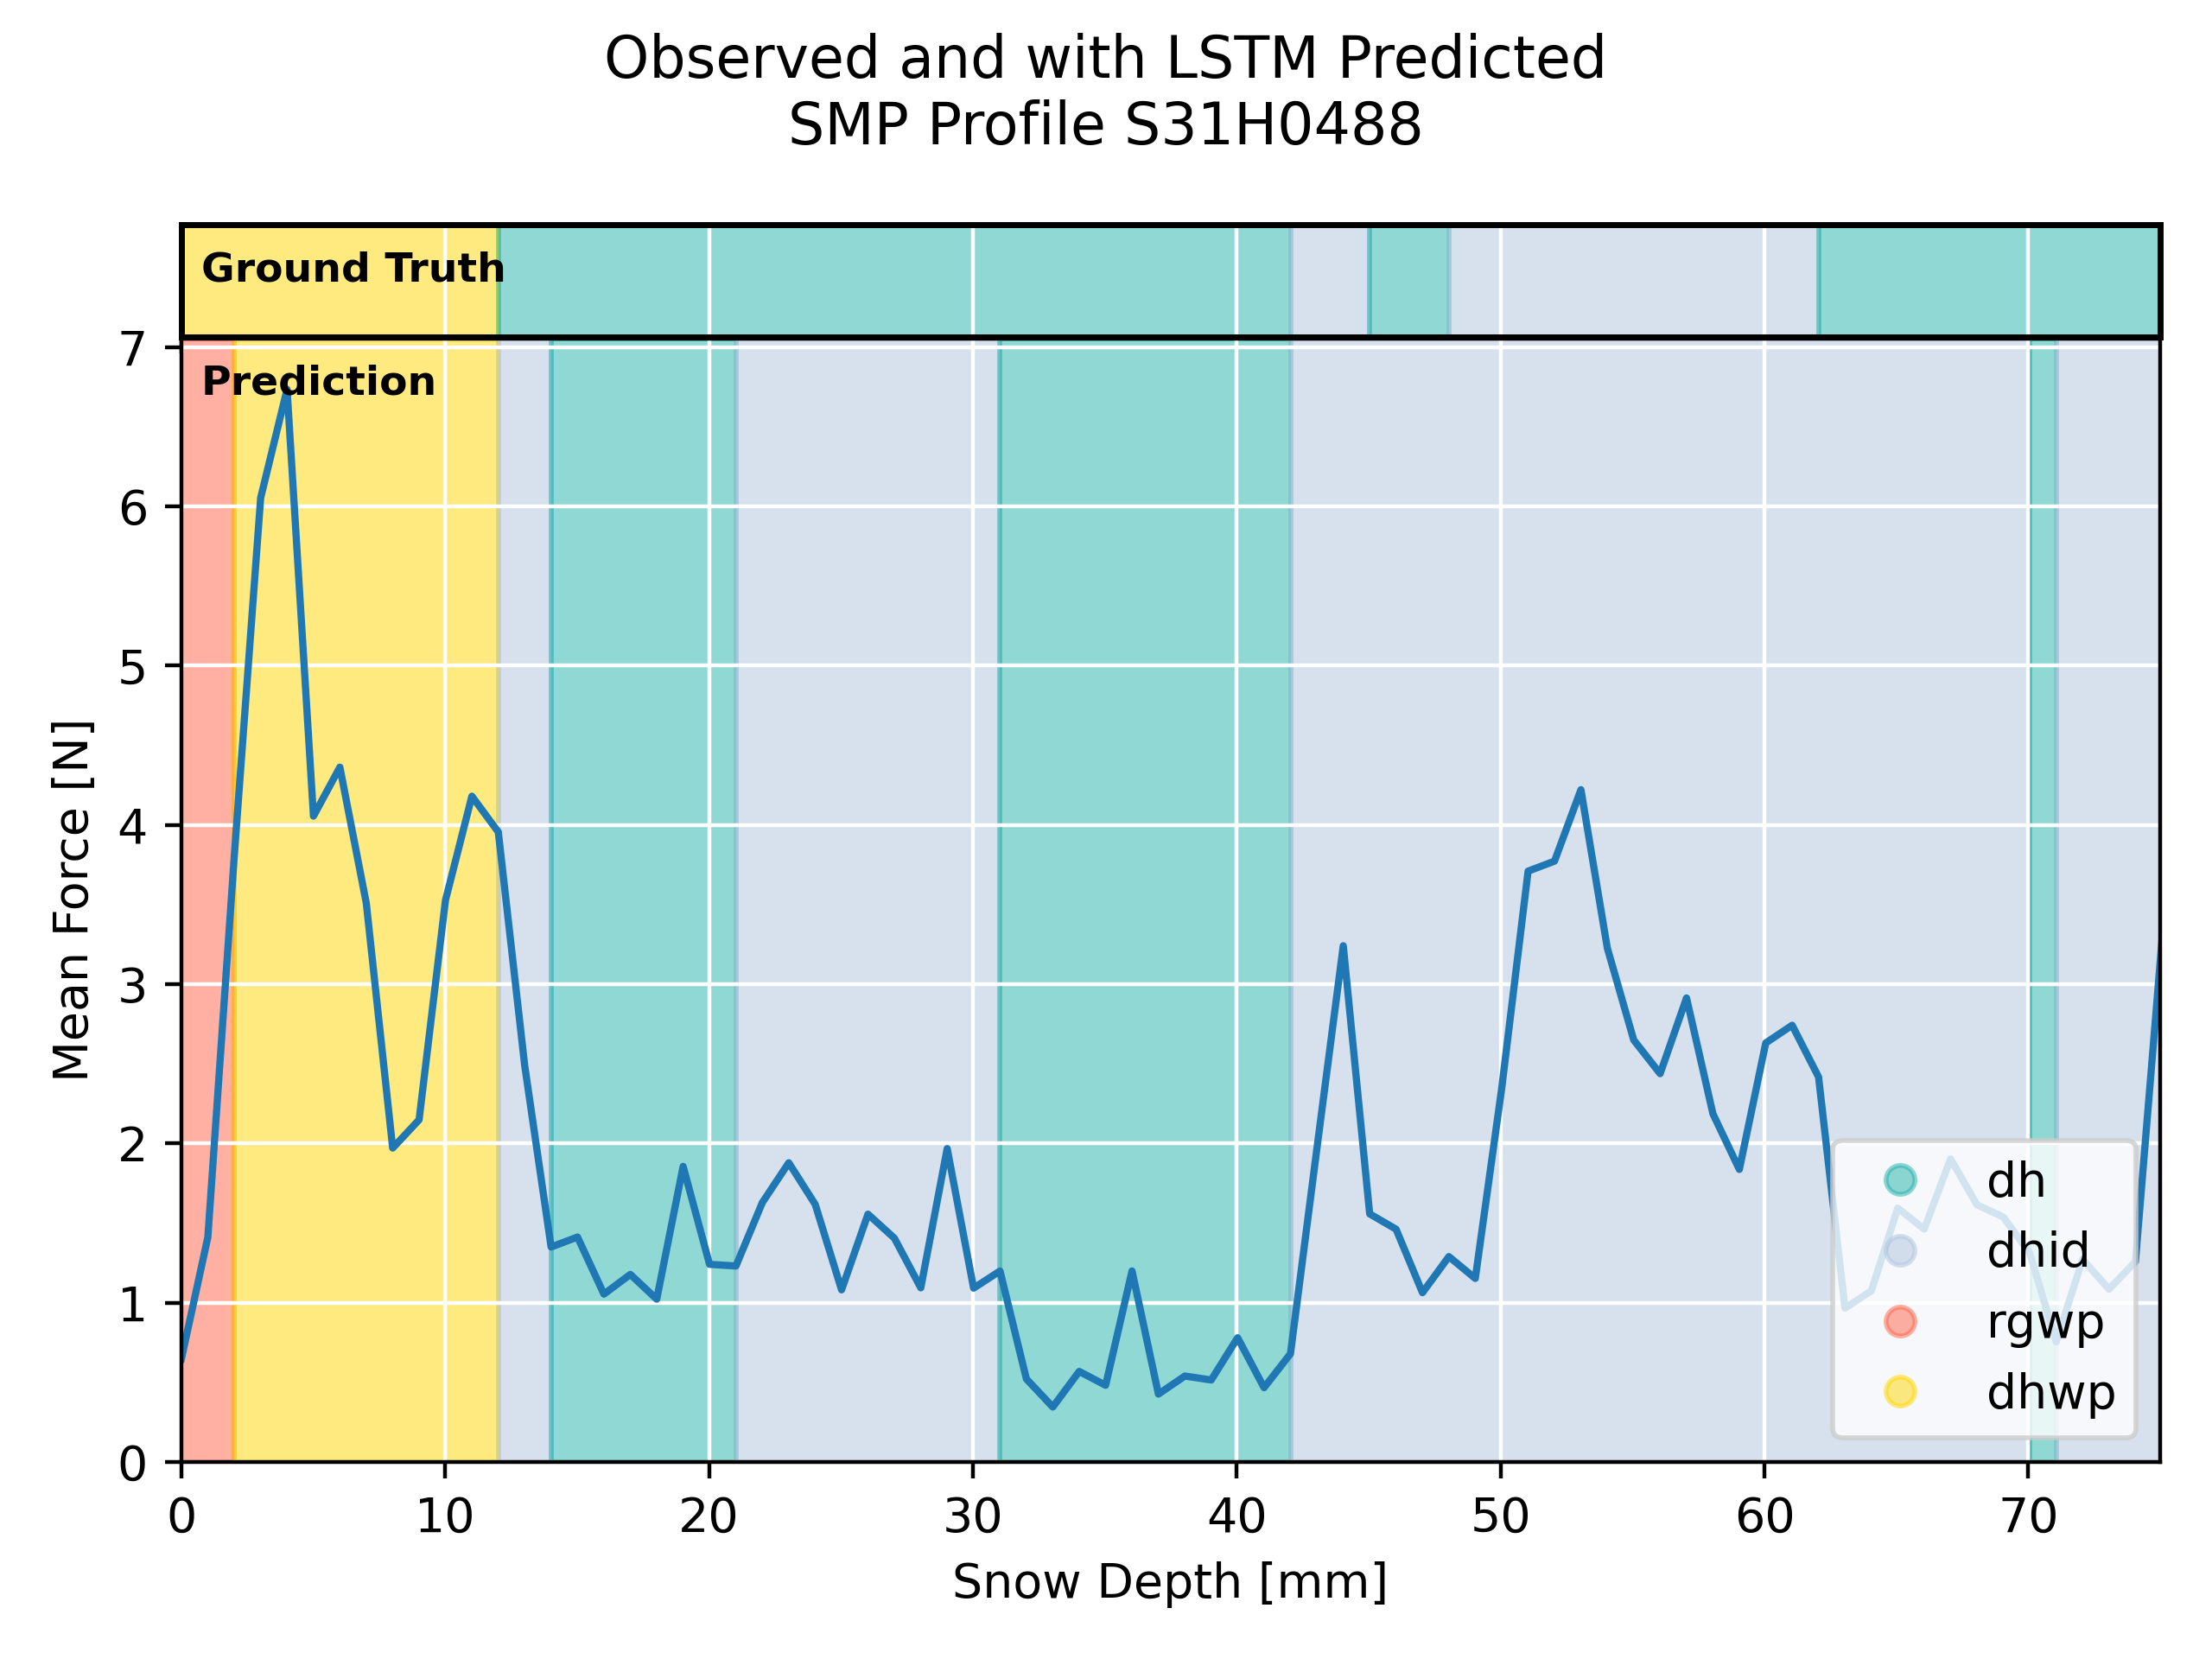 Observed and with LSTM Predicted
SMP Profile S31H0488
Ground Truth
Prediction
7
6
5
4
3
2
1
0
Mean Force [N]
dh
dhid
rgwp
dhwp
0 10 20 30 40 50 60 70
Snow Depth [mm]